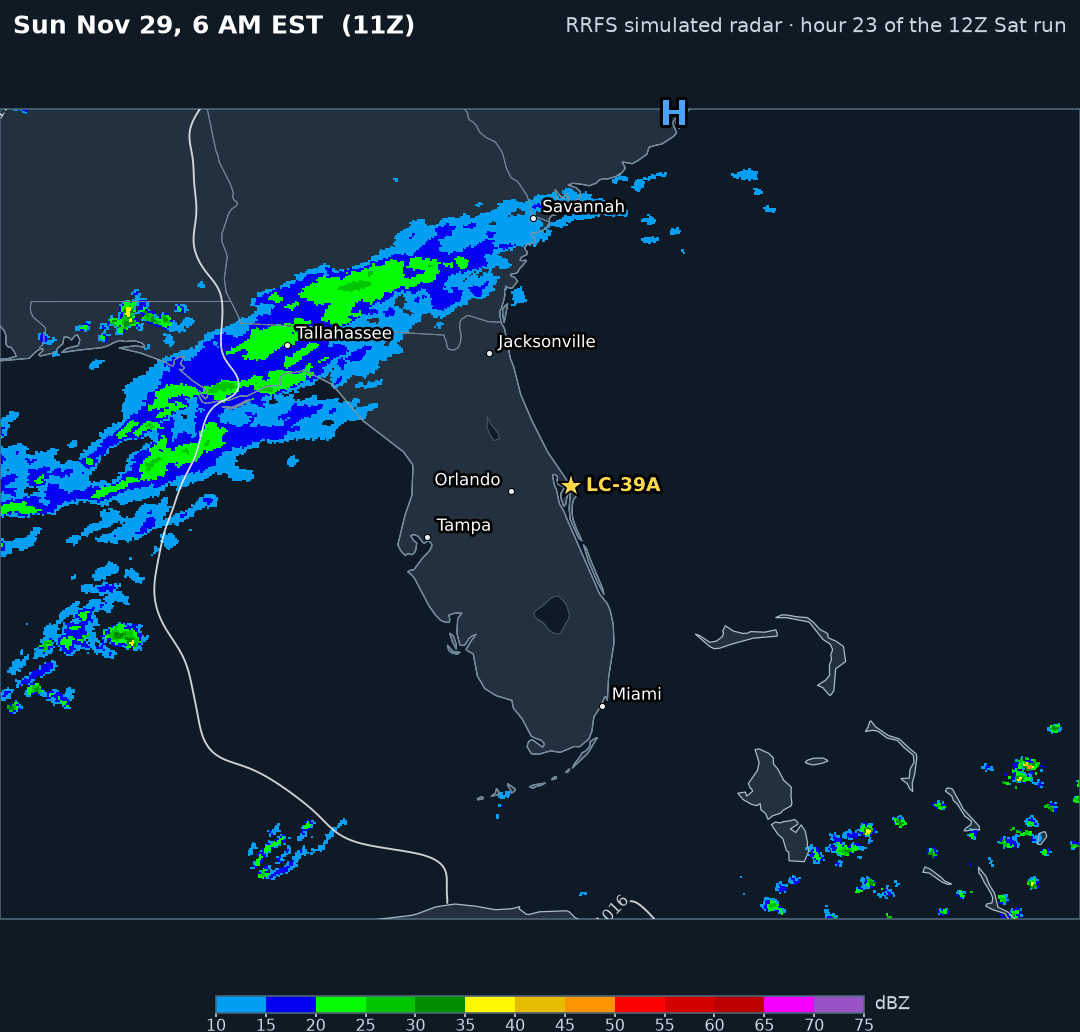 Sun Nov 29, 6 AM EST (11Z)
RRFS simulated radar · hour 23 of the 12Z Sat run
H
Savannah
Tallahassee
Jacksonville
Orlando
LC-39A
Tampa
Miami
1016
dBZ
10 15 20 25 30 35 40 45 50 55 60 65 70 75